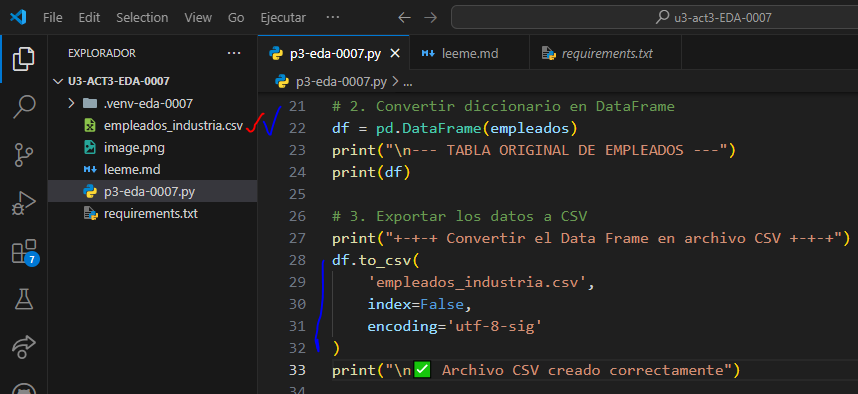 File Edit Go Ejecutar ··· u3-act3-EDA-0007
EXPLORADOR ···
U3-ACT3-EDA-0007
.venv-eda-0007
empleados_industria.csv
image.png
leeme.md
p3-eda-0007.py
requirements.txt
7
p3-eda-0007.py leeme.md requirements.txt
p3-eda-0007.py > ...
21 # 2. Convertir diccionario en DataFrame
22 df = pd.DataFrame(empleados)
23 print("\n--- TABLA ORIGINAL DE EMPLEADOS ---")
24 print(df)
25
26 # 3. Exportar los datos a CSV
27 print("+-+-+ Convertir el Data Frame en archivo CSV +-+-+")
28 df.to_csv(
29 'empleados_industria.csv',
30 index=False,
31 encoding='utf-8-sig'
32 )
33 print("\n✅ Archivo CSV creado correctamente")
34